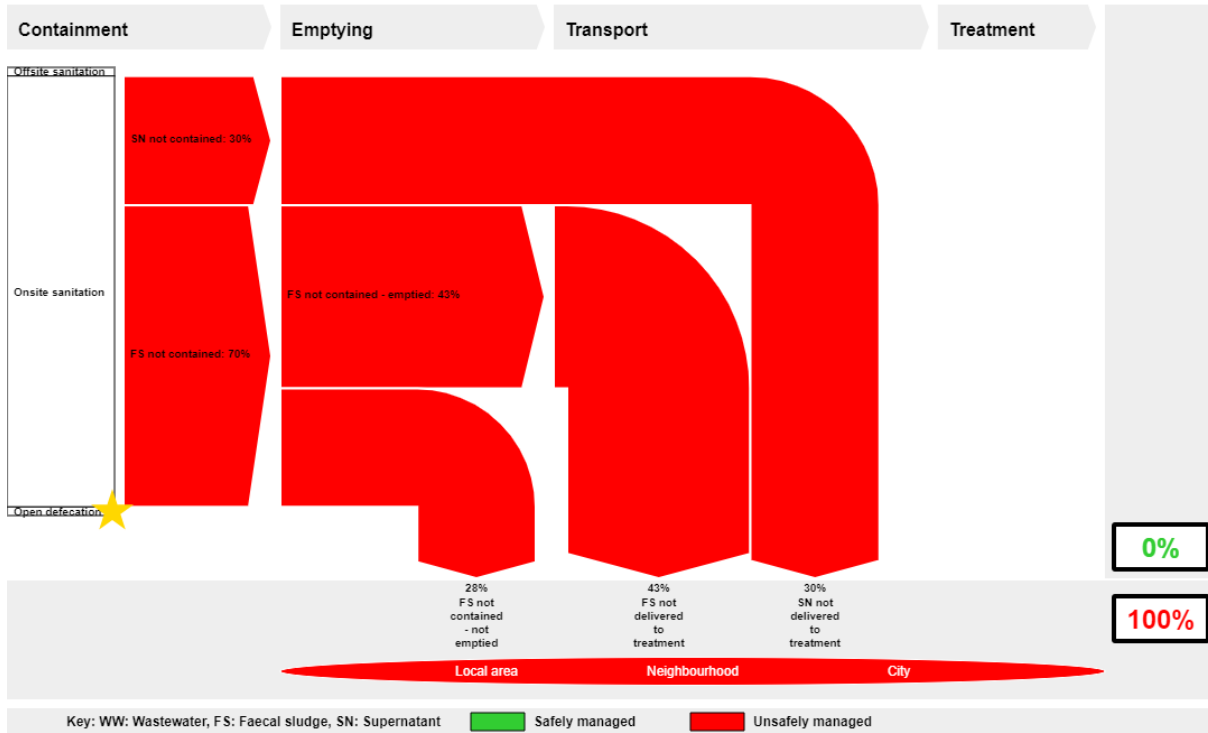 Containment
Emptying
Transport
Treatment
Offsite sanitation
SN not contained: 30%
Onsite sanitation
FS not contained - emptied: 43%
FS not contained: 70%
Open defecation
0%
28%
FS not
contained
- not
emptied
43%
FS not
delivered
to
treatment
30%
SN not
delivered
to
treatment
100%
Local area
Neighbourhood
City
Key: WW: Wastewater, FS: Faecal sludge, SN: Supernatant
Safely managed
Unsafely managed